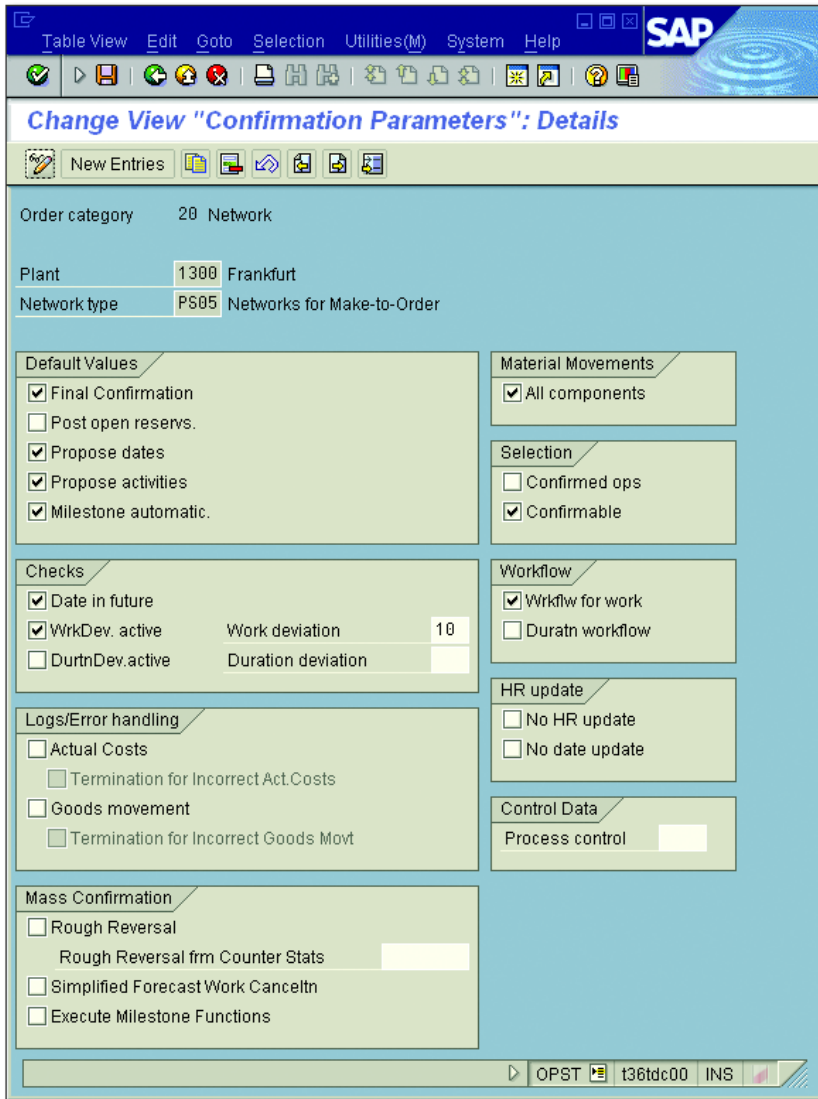 SAP
Table View Edit Goto Selection Utilities(M) System Help
Change View "Confirmation Parameters": Details
New Entries
Order category 20 Network
Plant 1300 Frankfurt
Network type PS05 Networks for Make-to-Order
Default Values
Final Confirmation
Post open reservs.
Propose dates
Propose activities
Milestone automatic.
Material Movements
All components
Selection
Confirmed ops
Confirmable
Checks
Date in future
WrkDev. active Work deviation 10
DurtnDev.active Duration deviation
Workflow
Wrkflw for work
Duratn workflow
HR update
No HR update
No date update
Logs/Error handling
Actual Costs
Termination for Incorrect Act.Costs
Goods movement
Termination for Incorrect Goods Movt
Control Data
Process control
Mass Confirmation
Rough Reversal
Rough Reversal frm Counter Stats
Simplified Forecast Work Canceltn
Execute Milestone Functions
OPST t36tdc00 INS